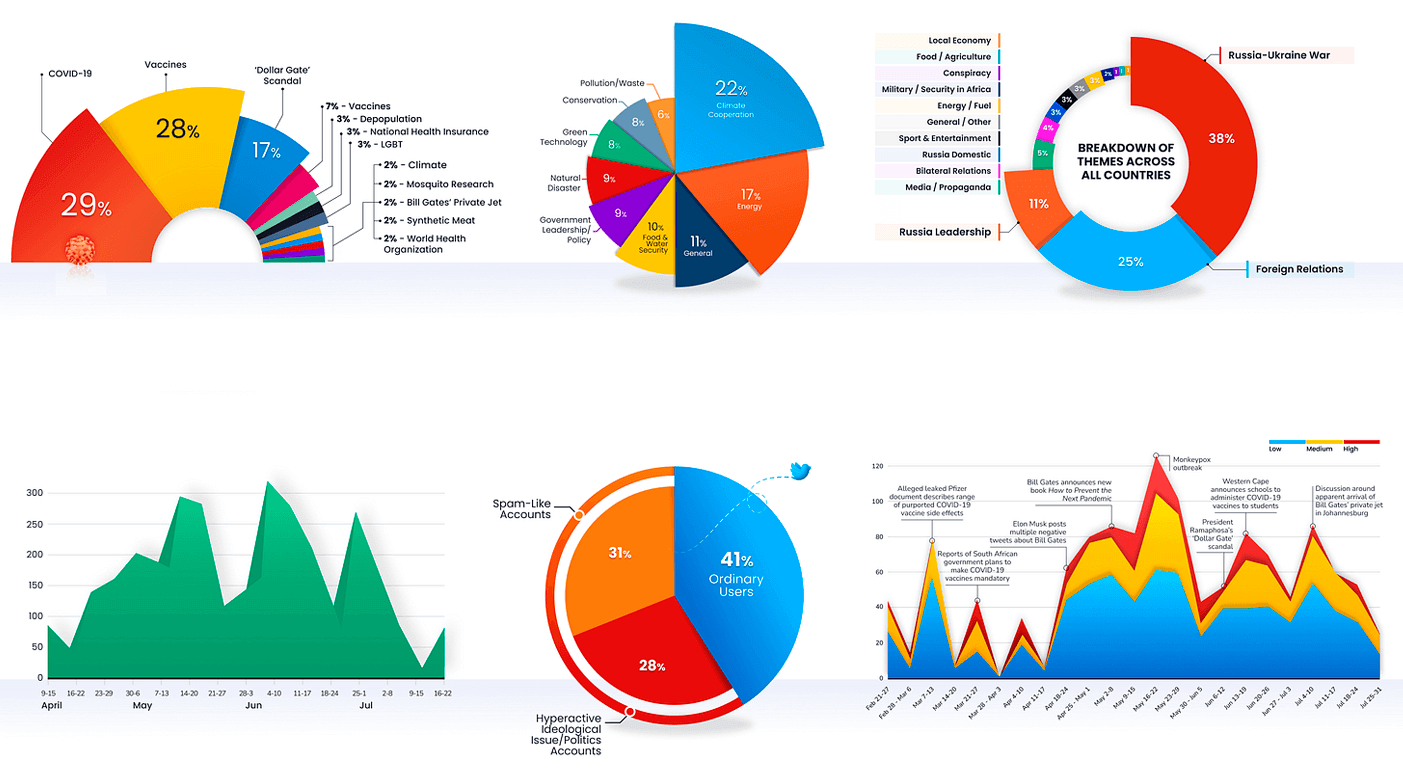 COVID-19
Vaccines
'Dollar Gate'
Scandal
29%
28%
17%
7% - Vaccines
3% - Depopulation
3% - National Health Insurance
3% - LGBT
2% - Climate
2% - Mosquito Research
2% - Bill Gates' Private Jet
2% - Synthetic Meat
2% - World Health
Organization
Pollution/Waste
Conservation
Green
Technology
Natural
Disaster
Government
Leadership/
Policy
22%
Climate
Cooperation
17%
Energy
11%
General
10%
Food &
Water
Security
9%
9%
8%
8%
6%
Local Economy
Food / Agriculture
Conspiracy
Military / Security in Africa
Energy / Fuel
General / Other
Sport & Entertainment
Russia Domestic
Bilateral Relations
Media / Propaganda
Russia Leadership
Russia-Ukraine War
Foreign Relations
BREAKDOWN OF
THEMES ACROSS
ALL COUNTRIES
38%
25%
11%
5%
4%
3%
3%
3%
3%
2%
300
250
200
150
100
50
0
9-15
16-22
23-29
30-6
7-13
14-20
21-27
28-3
4-10
11-17
18-24
25-1
2-8
9-15
16-22
April
May
Jun
Jul
Spam-Like
Accounts
31%
28%
41%
Ordinary
Users
Hyperactive
Ideological
Issue/Politics
Accounts
Low
Medium
High
120
100
80
60
40
20
0
Alleged leaked Pfizer
document describes range
of purported COVID-19
vaccine side effects
Reports of South African
government plans to
make COVID-19
vaccines mandatory
Elon Musk posts
multiple negative
tweets about Bill Gates
Bill Gates announces new
book How to Prevent the
Next Pandemic
Monkeypox
outbreak
President
Ramaphosa's
'Dollar Gate'
scandal
Western Cape
announces schools to
administer COVID-19
vaccines to students
Discussion around
apparent arrival of
Bill Gates' private jet
in Johannesburg
Feb 21-27
Feb 28 - Mar 6
Mar 7-13
Mar 14-20
Mar 21-27
Mar 28 - Apr 3
Apr 4-10
Apr 11-17
Apr 18-24
Apr 25 - May 1
May 2-8
May 9-15
May 16-22
May 23-29
May 30 - Jun 5
Jun 6-12
Jun 13-19
Jun 20-26
Jun 27 - Jul 3
Jul 4-10
Jul 11-17
Jul 18-24
Jul 25-31